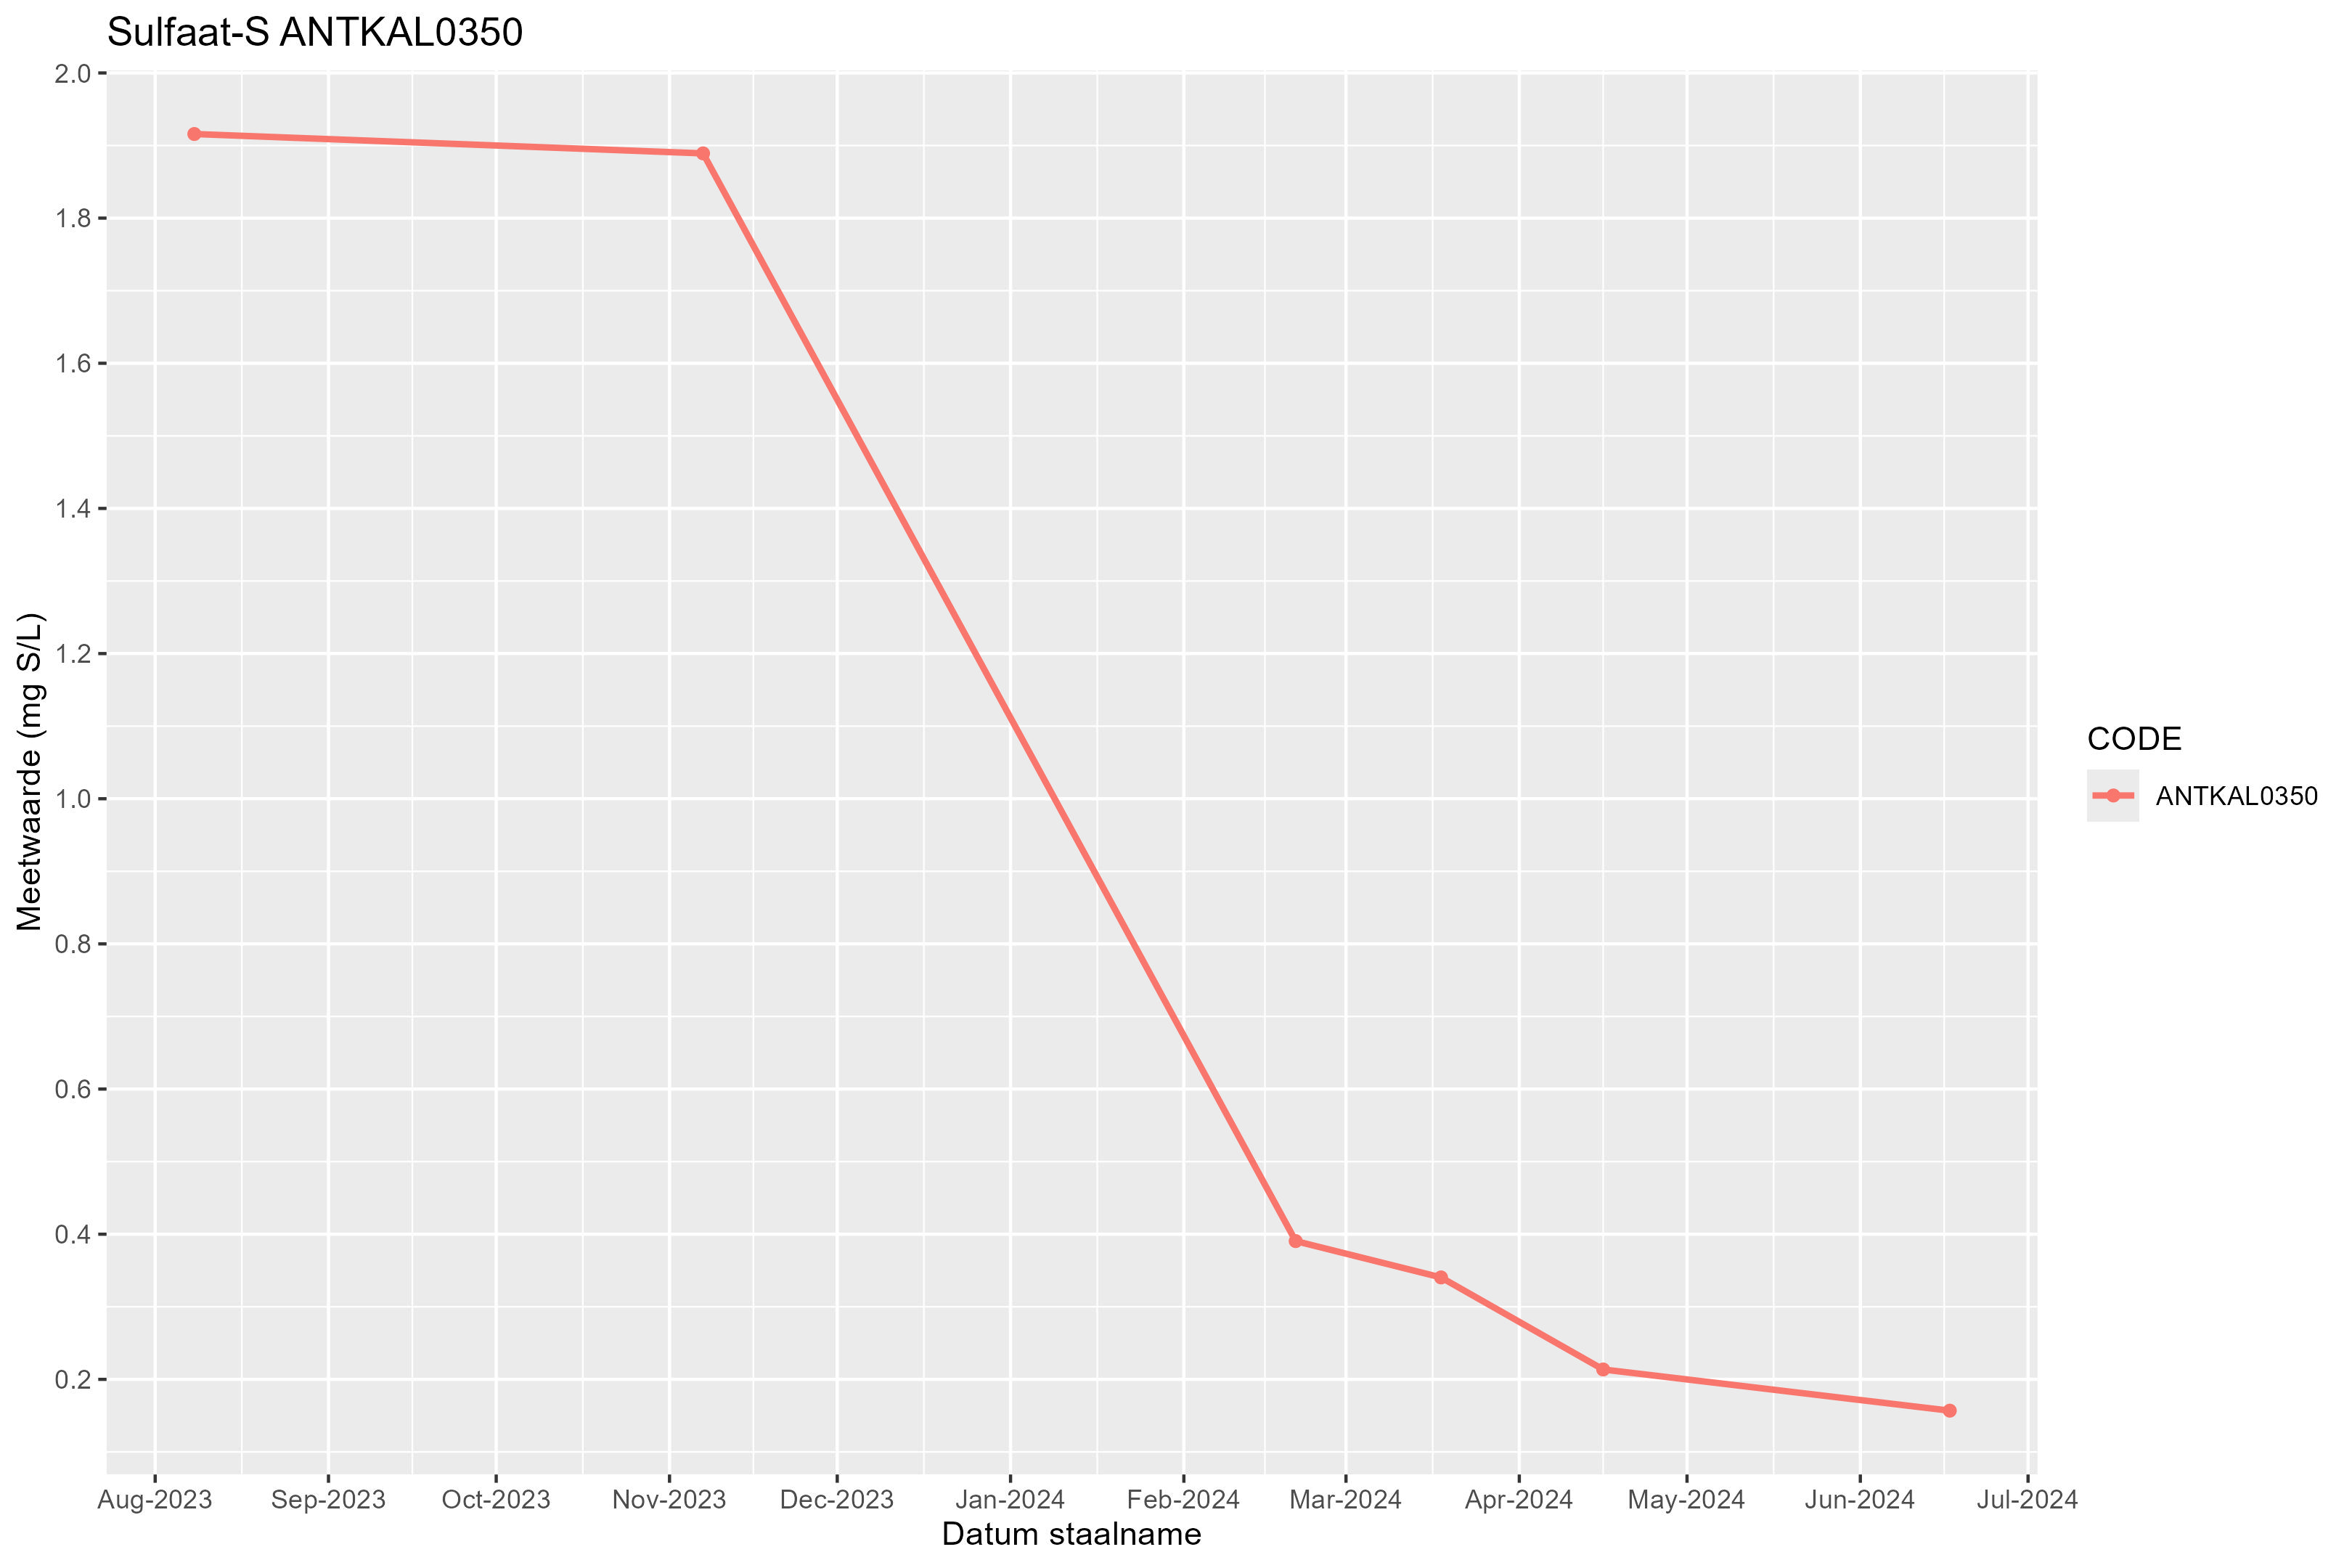 Sulfaat-S ANTKAL0350
2.0
1.8
1.6
1.4
1.2
1.0
0.8
0.6
0.4
0.2
Meetwaarde (mg S/L)
Aug-2023 Sep-2023 Oct-2023 Nov-2023 Dec-2023 Jan-2024 Feb-2024 Mar-2024 Apr-2024 May-2024 Jun-2024 Jul-2024
Datum staalname
CODE
ANTKAL0350